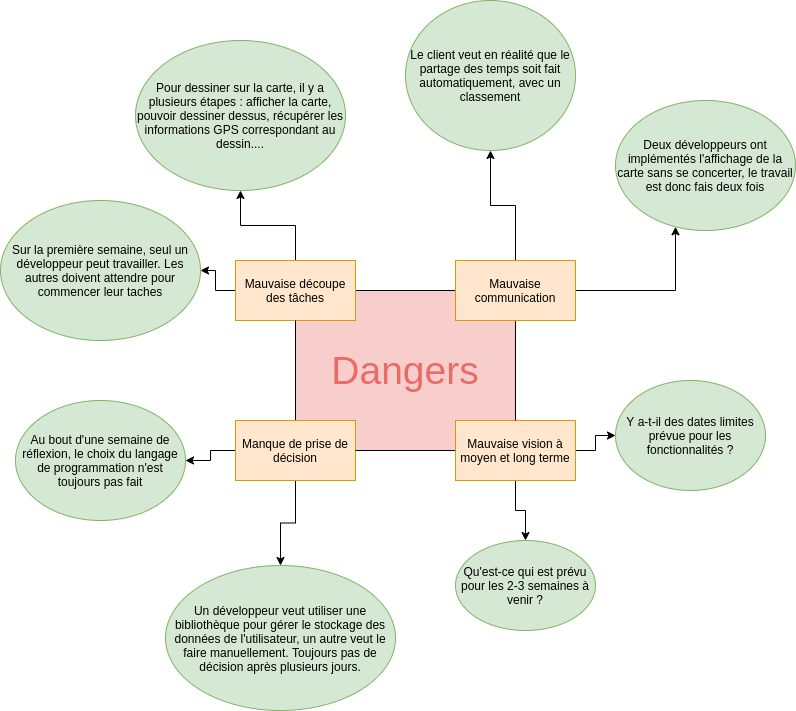 Le client veut en réalité que le
partage des temps soit fait
automatiquement, avec un
classement
Pour dessiner sur la carte, il y a
plusieurs étapes : afficher la carte,
pouvoir dessiner dessus, récupérer les
informations GPS correspondant au
dessin....
Deux développeurs ont
implémentés l'affichage de la
carte sans se concerter, le travail
est donc fais deux fois
Sur la première semaine, seul un
développeur peut travailler. Les
autres doivent attendre pour
commencer leur taches
Mauvaise découpe
des tâches
Mauvaise
communication
Dangers
Manque de prise de
décision
Mauvaise vision à
moyen et long terme
Y a-t-il des dates limites
prévue pour les
fonctionnalités ?
Au bout d'une semaine de
réflexion, le choix du langage
de programmation n'est
toujours pas fait
Qu'est-ce qui est prévu
pour les 2-3 semaines à
venir ?
Un développeur veut utiliser une
bibliothèque pour gérer le stockage des
données de l'utilisateur, un autre veut le
faire manuellement. Toujours pas de
décision après plusieurs jours.